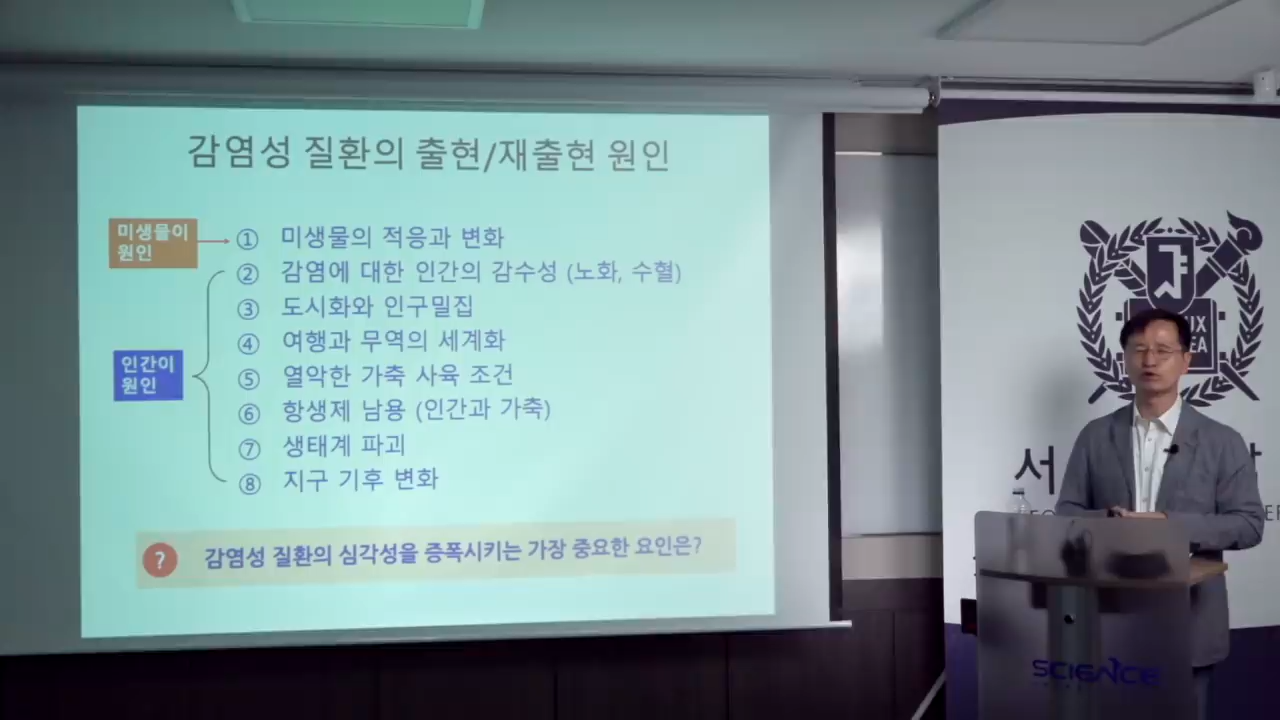 감염성 질환의 출현/재출현 원인
미생물이
원인
① 미생물의 적응과 변화
② 감염에 대한 인간의 감수성 (노화, 수혈)
③ 도시화와 인구밀집
④ 여행과 무역의 세계화
인간이
원인
⑤ 열악한 가축 사육 조건
⑥ 항생제 남용 (인간과 가축)
⑦ 생태계 파괴
⑧ 지구 기후 변화
? 감염성 질환의 심각성을 증폭시키는 가장 중요한 요인은?
서
SCIENCE